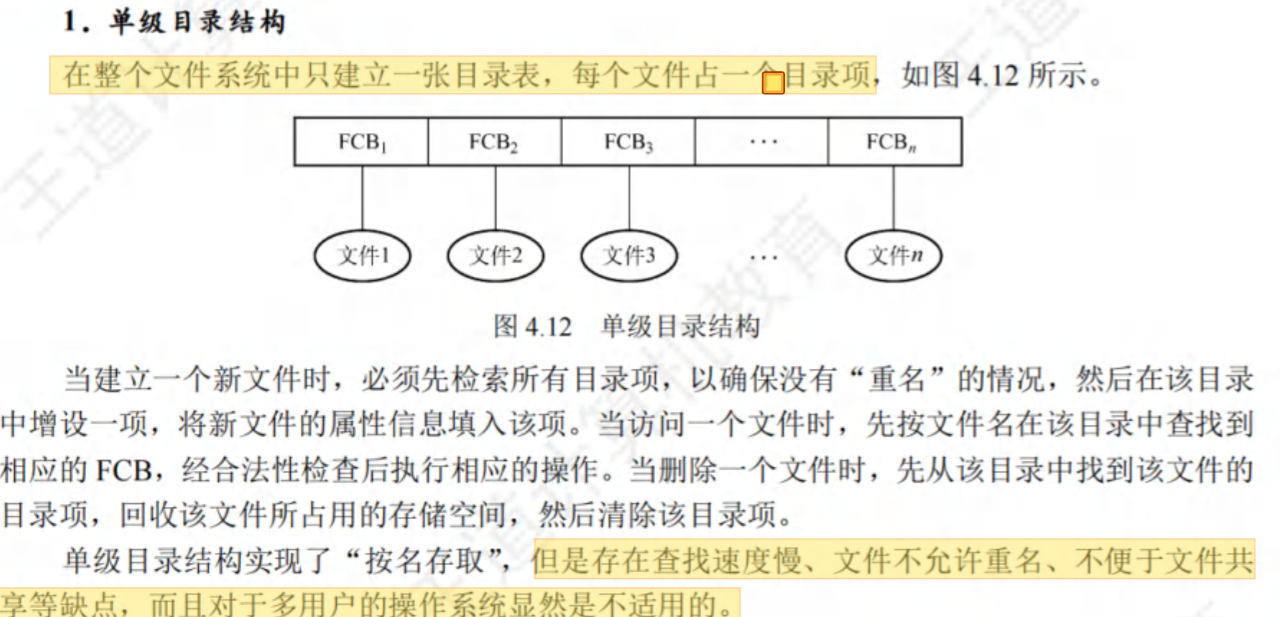 1．单级目录结构
在整个文件系统中只建立一张目录表，每个文件占一个目录项，如图 4.12 所示。
FCB₁ FCB₂ FCB₃ … FCBₙ
文件1 文件2 文件3 … 文件n
图 4.12 单级目录结构
当建立一个新文件时，必须先检索所有目录项，以确保没有“重名”的情况，然后在该目录
中增设一项，将新文件的属性信息填入该项。当访问一个文件时，先按文件名在该目录中查找到
相应的 FCB，经合法性检查后执行相应的操作。当删除一个文件时，先从该目录中找到该文件的
目录项，回收该文件所占用的存储空间，然后清除该目录项。
单级目录结构实现了“按名存取”，但是存在查找速度慢、文件不允许重名、不便于文件共
享等缺点，而且对于多用户的操作系统显然是不适用的。
王道计算机教育